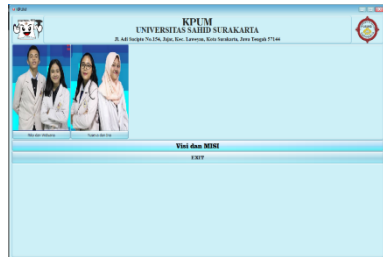 KPUM
UNIVERSITAS SAHID SURAKARTA
Jl. Adi Sucipto No.154, Jajar, Kec. Laweyan, Kota Surakarta, Jawa Tengah 57144
Visi dan MISI
EXIT